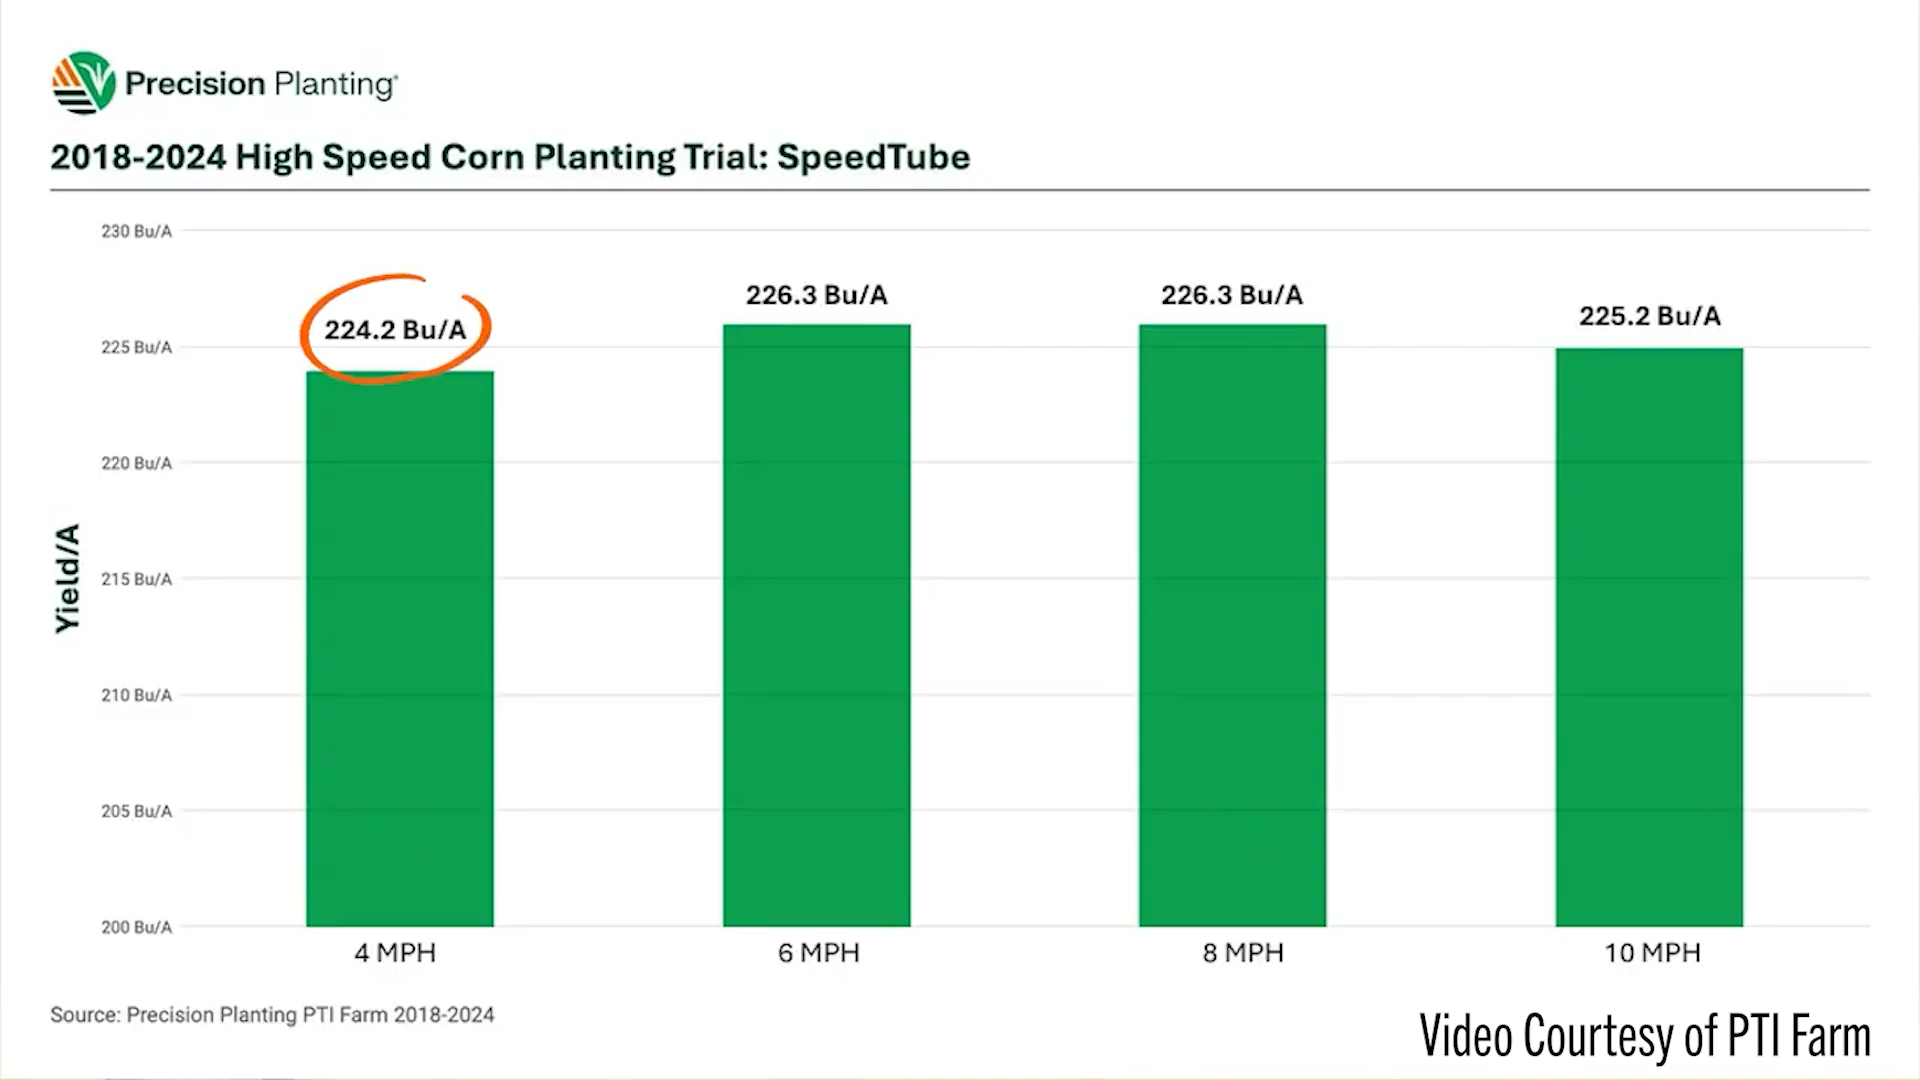 Precision Planting
2018-2024 High Speed Corn Planting Trial: SpeedTube
230 Bu/A
225 Bu/A
220 Bu/A
215 Bu/A
210 Bu/A
205 Bu/A
200 Bu/A
Yield/A
224.2 Bu/A
226.3 Bu/A
226.3 Bu/A
225.2 Bu/A
4 MPH
6 MPH
8 MPH
10 MPH
Source: Precision Planting PTI Farm 2018-2024
Video Courtesy of PTI Farm